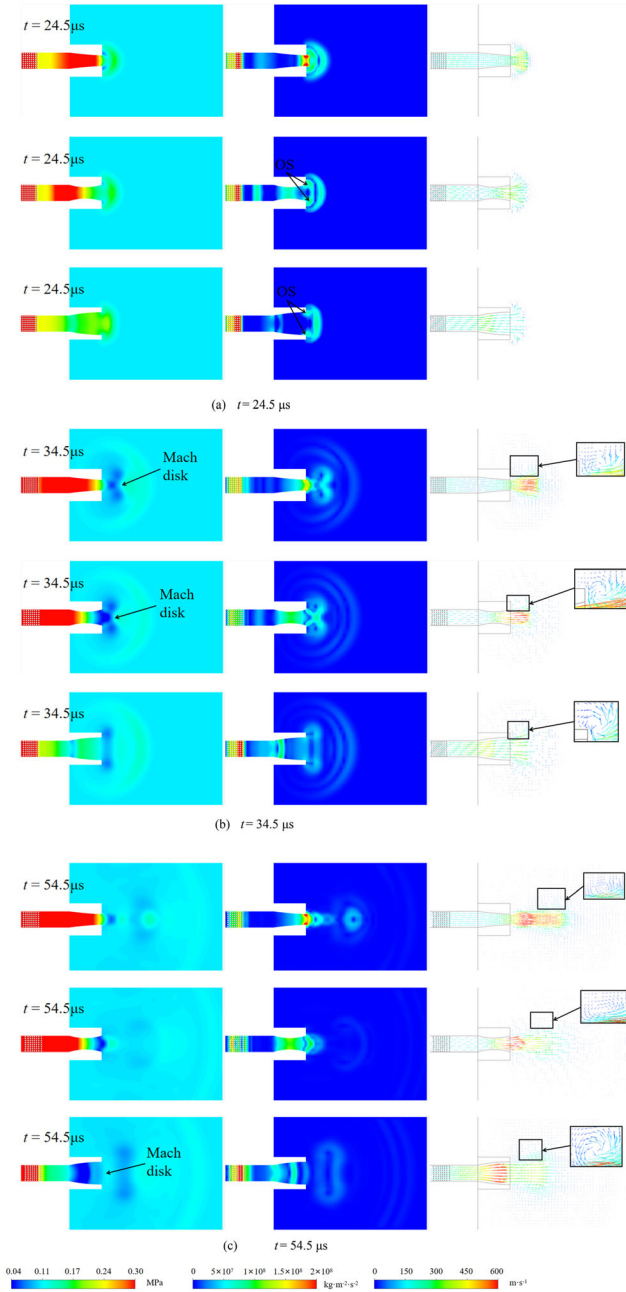 t = 24.5μs
t = 24.5μs
OS
t = 24.5μs
OS
(a) t = 24.5 μs
t = 34.5μs
Mach
disk
t = 34.5μs
Mach
disk
t = 34.5μs
(b) t = 34.5 μs
t = 54.5μs
t = 54.5μs
t = 54.5μs
Mach
disk
(c) t = 54.5 μs
0.04 0.11 0.17 0.30 0 5×10⁷ 1.0×10⁸ 1.5×10⁸ 2×10⁸ 0 150 300 450 600
MPa kg·m⁻²·s⁻² m·s⁻¹